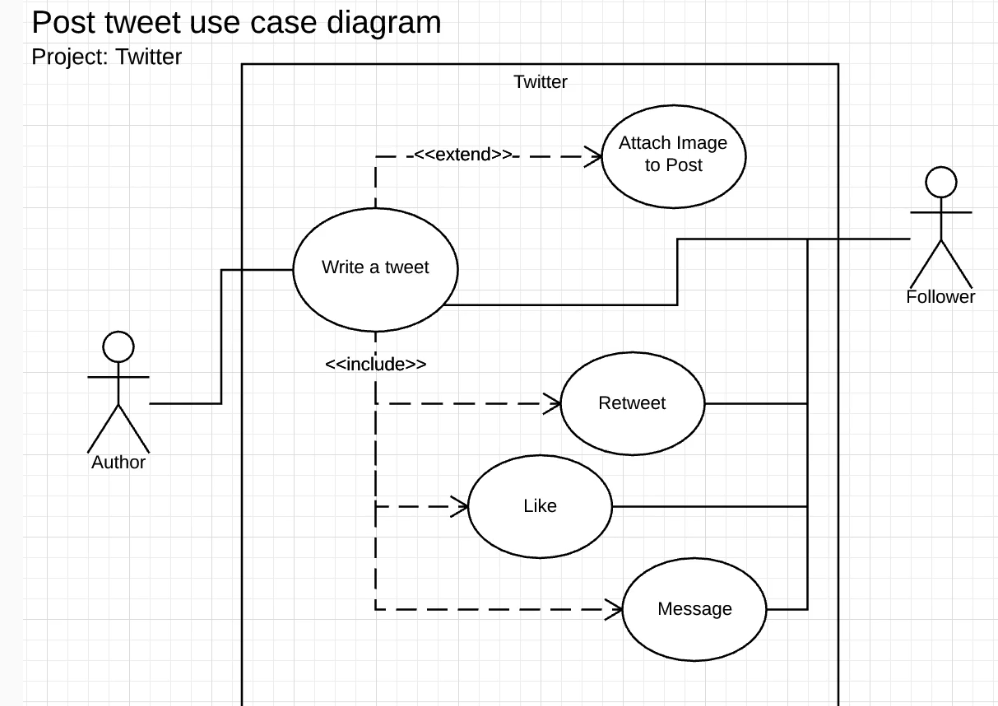 Post tweet use case diagram
Project: Twitter
Twitter
<<extend>>
Attach Image
to Post
Write a tweet
Follower
<<include>>
Retweet
Author
Like
Message